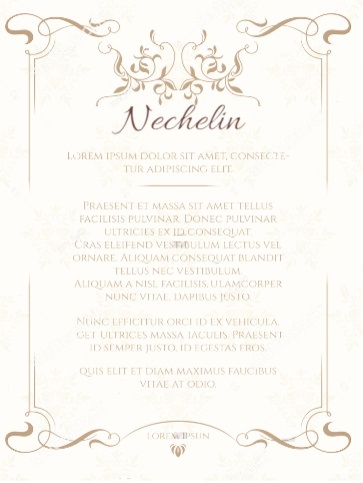 Nechelin
Lorem ipsum dolor sit amet, consecte-
tur adipiscing elit.
Praesent et massa sit amet tellus
facilisis pulvinar. Donec pulvinar
ultricies ex id consequat.
Cras eleifend vestibulum lectus vel
ornare. Aliquam consequat blandit
tellus nec vestibulum.
Aliquam a nisl facilisis, ullamcorper
nunc vitae, dapibus justo.
Nunc efficitur orci id ex vehicula,
get ultrices massa iaculis. Praesent
id semper justo, id egestas eros.
quis elit et diam maximus faucibus
vitae at odio.